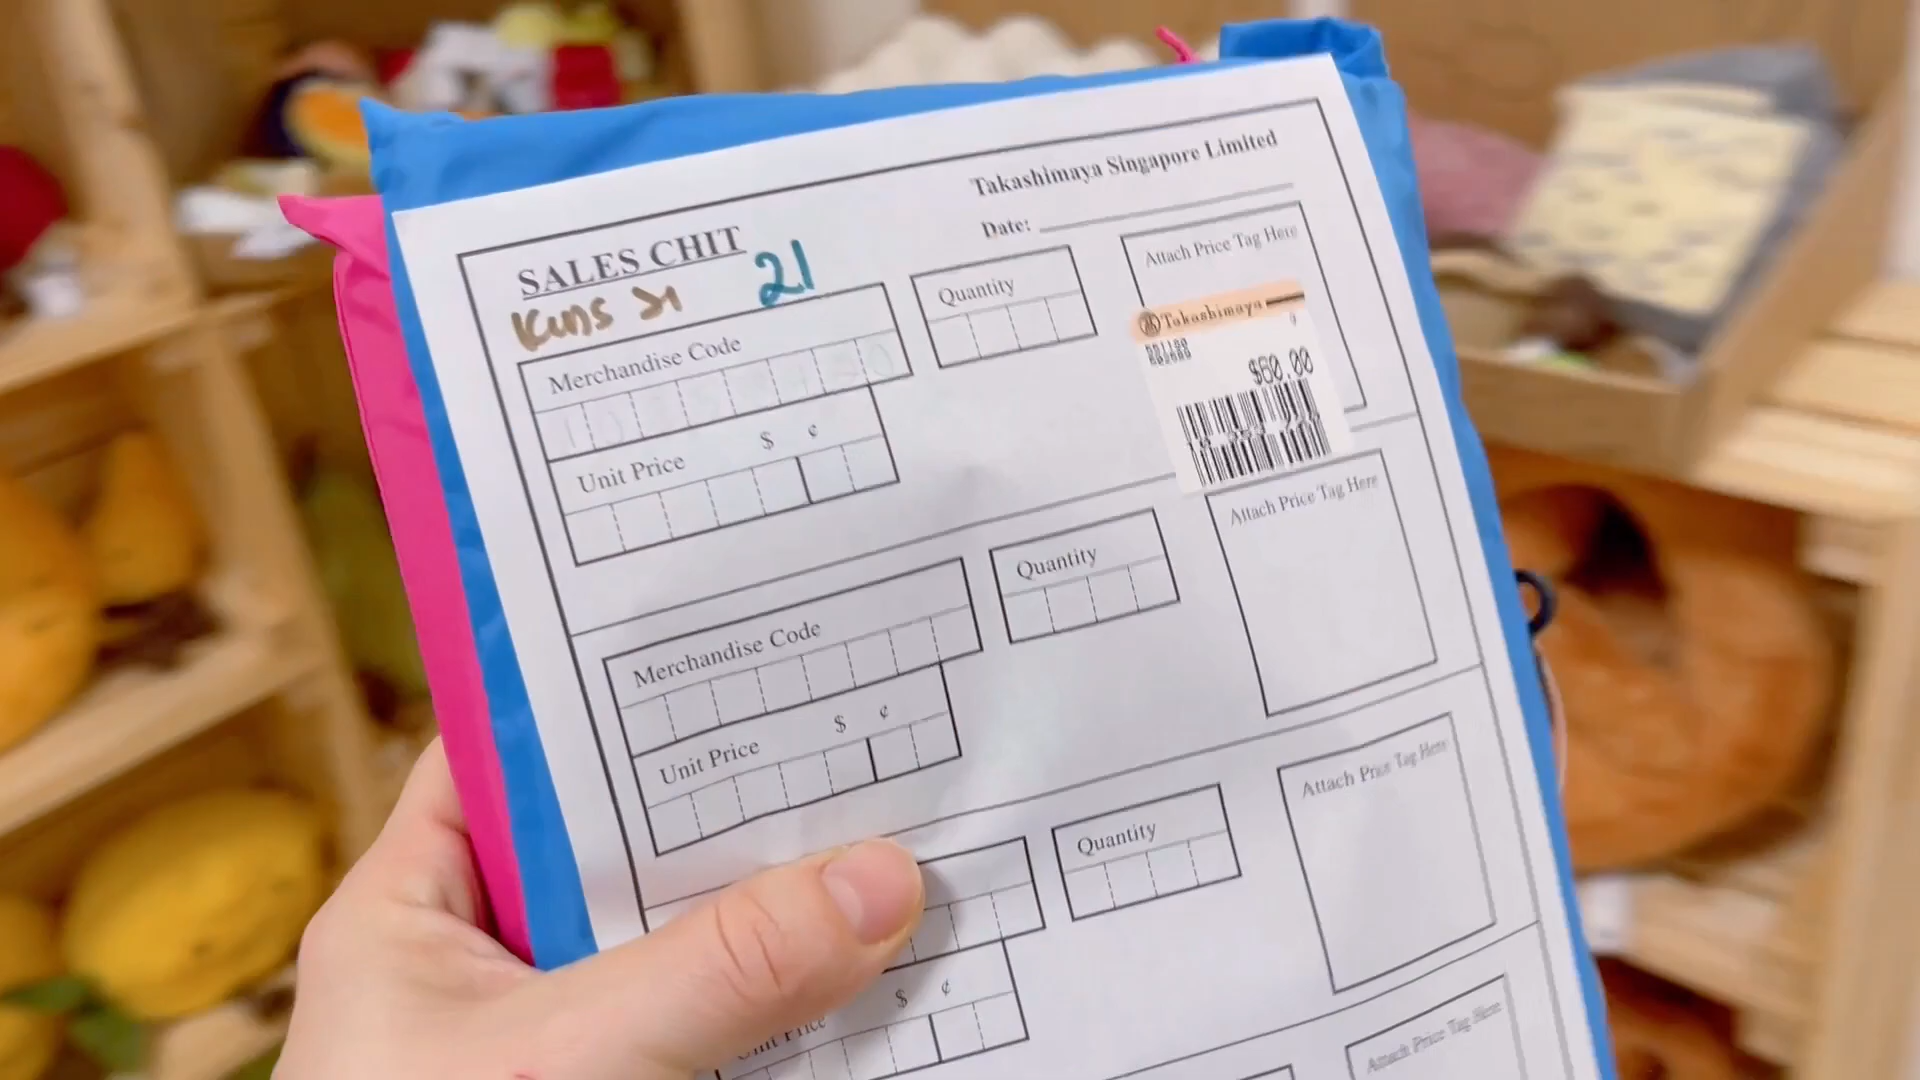 Takashimaya Singapore Limited
SALES CHIT
21
Date:
Merchandise Code
Quantity
Attach Price Tag Here
Takashimaya
$60.00
Unit Price
$ ¢
Merchandise Code
Quantity
Attach Price Tag Here
Unit Price
$ ¢
Quantity
Attach Price Tag Here
Unit Price
$ ¢
Attach Price Tag Here